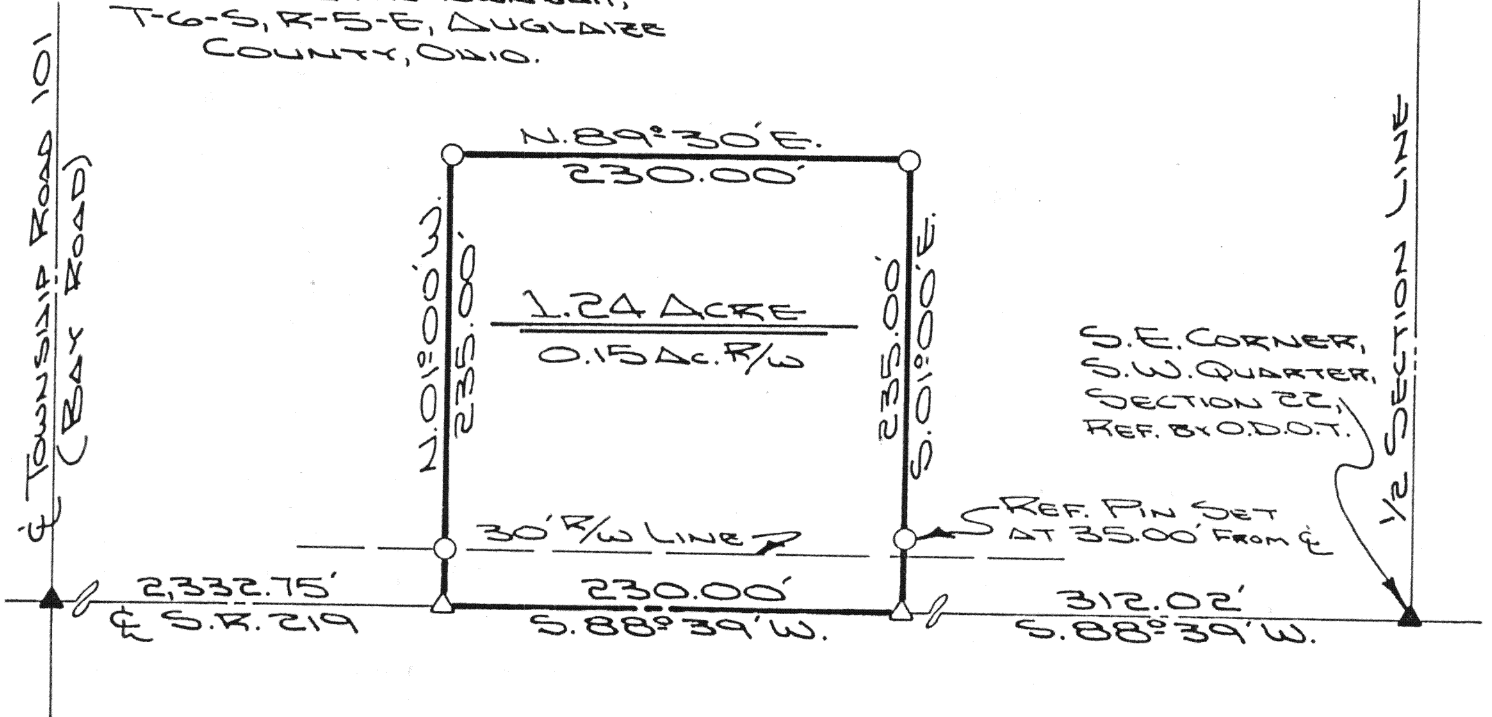 T-6-S, R-5-E, AUGLAIZE
COUNTY, OHIO.
℄ TOWNSHIP ROAD 101
(BAY ROAD)
N.89°30'E.
230.00'
N.01°00'W.
235.00'
1.24 ACRE
0.15 AC. R/W
235.00'
S.01°00'E.
1/2 SECTION LINE
S.E. CORNER,
S.W. QUARTER,
SECTION 22,
REF. BY O.D.O.T.
30' R/W LINE
REF. PIN SET
AT 35.00' FROM ℄
2,332.75'
℄ S.R. 219
230.00'
S.88°39'W.
312.02'
S.88°39'W.